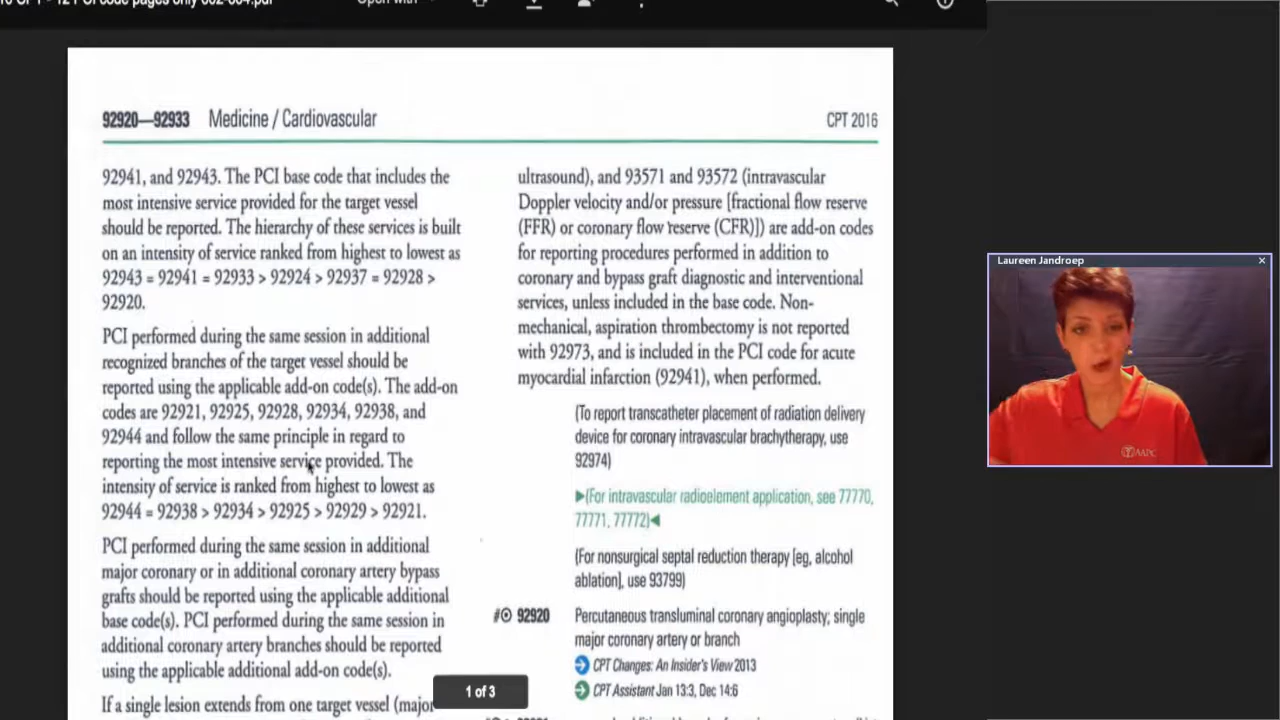 PCI code pages only 602-604.pdf
Open with
92920—92933 Medicine / Cardiovascular
CPT 2016
92941, and 92943. The PCI base code that includes the
most intensive service provided for the target vessel
should be reported. The hierarchy of these services is built
on an intensity of service ranked from highest to lowest as
92943 = 92941 = 92933 > 92924 > 92937 = 92928 >
92920.
PCI performed during the same session in additional
recognized branches of the target vessel should be
reported using the applicable add-on code(s). The add-on
codes are 92921, 92925, 92928, 92934, 92938, and
92944 and follow the same principle in regard to
reporting the most intensive service provided. The
intensity of service is ranked from highest to lowest as
92944 = 92938 > 92934 > 92925 > 92929 > 92921.
PCI performed during the same session in additional
major coronary or in additional coronary artery bypass
grafts should be reported using the applicable additional
base code(s). PCI performed during the same session in
additional coronary artery branches should be reported
using the applicable additional add-on code(s).
If a single lesion extends from one target vessel (major
ultrasound), and 93571 and 93572 (intravascular
Doppler velocity and/or pressure [fractional flow reserve
(FFR) or coronary flow reserve (CFR)]) are add-on codes
for reporting procedures performed in addition to
coronary and bypass graft diagnostic and interventional
services, unless included in the base code. Non-
mechanical, aspiration thrombectomy is not reported
with 92973, and is included in the PCI code for acute
myocardial infarction (92941), when performed.
(To report transcatheter placement of radiation delivery
device for coronary intravascular brachytherapy, use
92974)
▶(For intravascular radioelement application, see 77770,
77771, 77772)◀
(For nonsurgical septal reduction therapy [eg, alcohol
ablation], use 93799)
#⊙ 92920 Percutaneous transluminal coronary angioplasty; single
major coronary artery or branch
CPT Changes: An Insider's View 2013
CPT Assistant Jan 13:3, Dec 14:6
1 of 3
Laureen Jandroep
AAPC